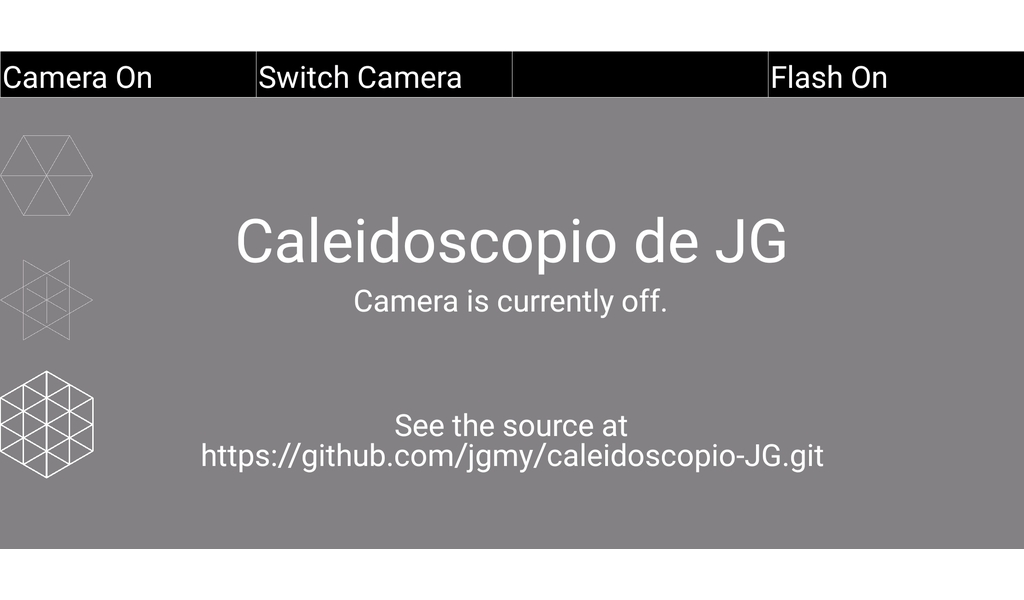 Camera On
Switch Camera
Flash On
Caleidoscopio de JG
Camera is currently off.
See the source at
https://github.com/jgmy/caleidoscopio-JG.git